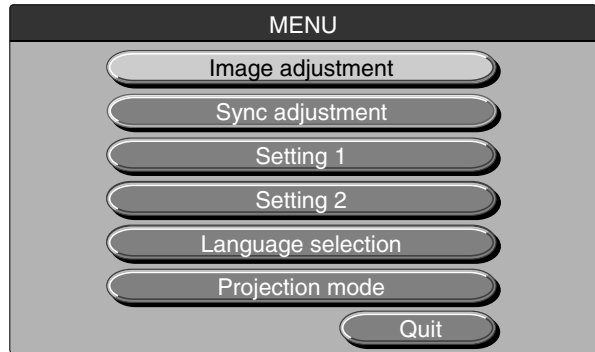 MENU
Image adjustment
Sync adjustment
Setting 1
Setting 2
Language selection
Projection mode
Quit